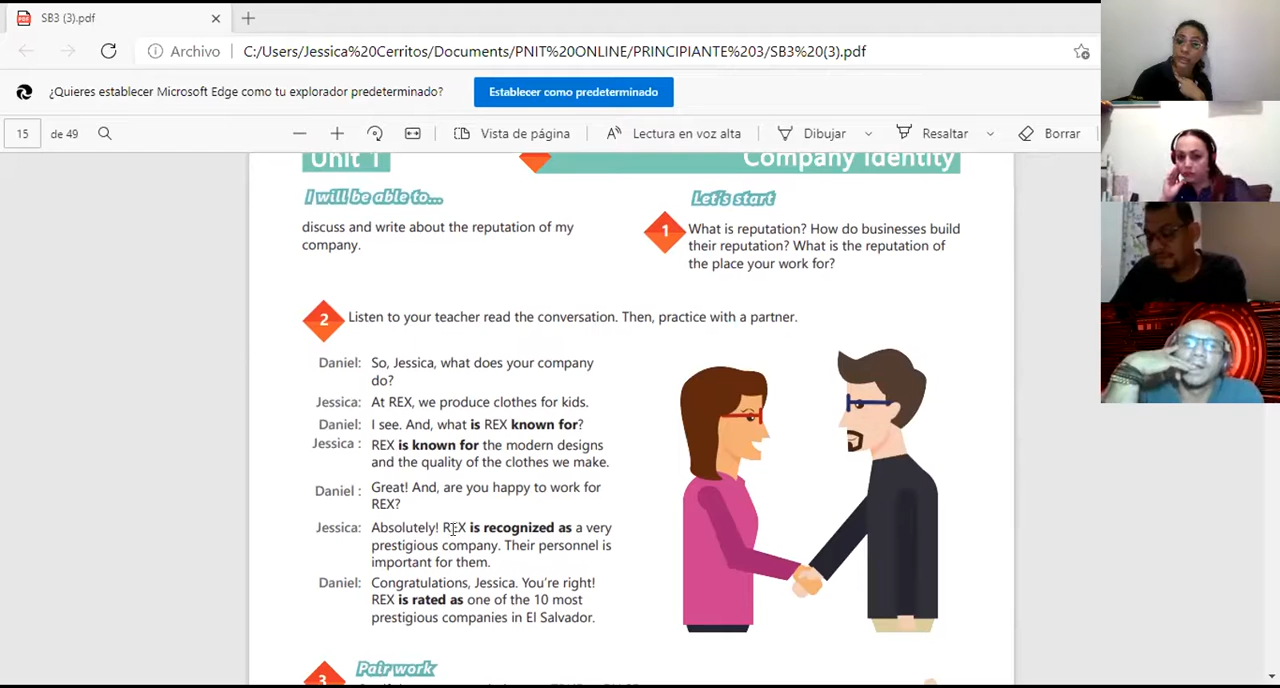 SB3 (3).pdf
Archivo
C:/Users/Jessica%20Cerritos/Documents/PNIT%20ONLINE/PRINCIPIANTE%203/SB3%20(3).pdf
¿Quieres establecer Microsoft Edge como tu explorador predeterminado?
Establecer como predeterminado
15 de 49
Vista de página
Lectura en voz alta
Dibujar
Resaltar
Borrar
Unit 1
Company Identity
I will be able to...
discuss and write about the reputation of my
company.
Let's start
1
What is reputation? How do businesses build
their reputation? What is the reputation of
the place your work for?
2
Listen to your teacher read the conversation. Then, practice with a partner.
Daniel: So, Jessica, what does your company
do?
Jessica: At REX, we produce clothes for kids.
Daniel: I see. And, what is REX known for?
Jessica : REX is known for the modern designs
and the quality of the clothes we make.
Daniel : Great! And, are you happy to work for
REX?
Jessica: Absolutely! REX is recognized as a very
prestigious company. Their personnel is
important for them.
Daniel: Congratulations, Jessica. You're right!
REX is rated as one of the 10 most
prestigious companies in El Salvador.
3
Pair work